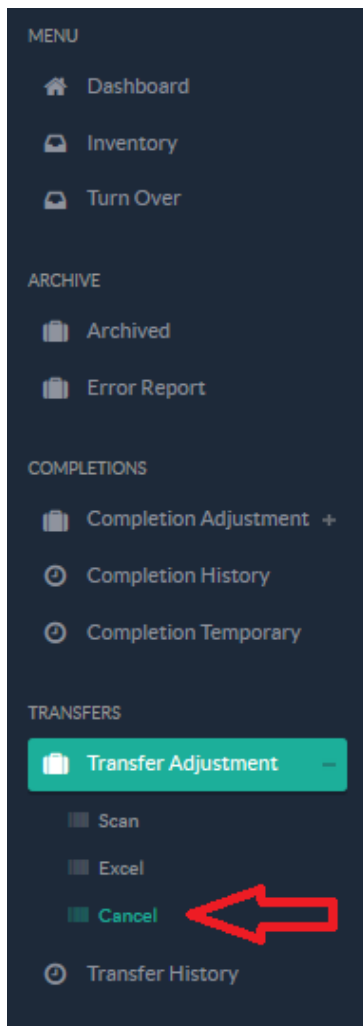 MENU
Dashboard
Inventory
Turn Over
ARCHIVE
Archived
Error Report
COMPLETIONS
Completion Adjustment +
Completion History
Completion Temporary
TRANSFERS
Transfer Adjustment −
Scan
Excel
Cancel
Transfer History